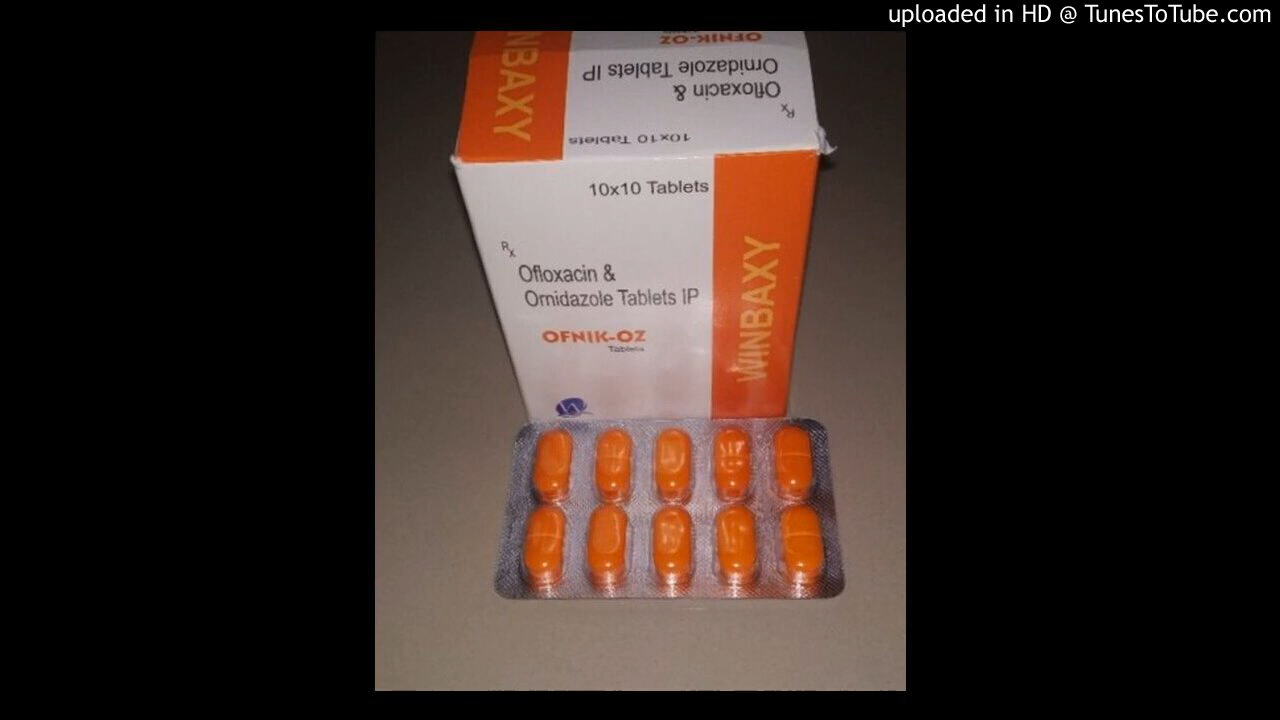 uploaded in HD @ TunesToTube.com
OFNIK-OZ
Ornidazole Tablets IP
Ofloxacin &
Rx
10x10 Tablets
NBAXY
10x10 Tablets
Rx
Ofloxacin &
Ornidazole Tablets IP
OFNIK-OZ
Tablets
WINBAXY